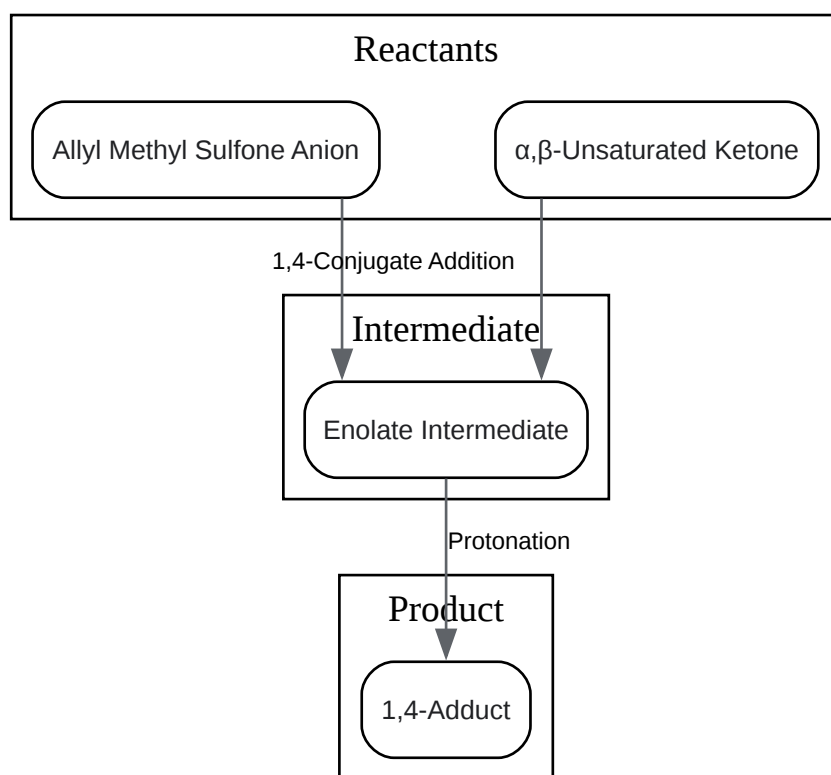 Reactants
Allyl Methyl Sulfone Anion
α,β-Unsaturated Ketone
1,4-Conjugate Addition
Intermediate
Enolate Intermediate
Protonation
Product
1,4-Adduct